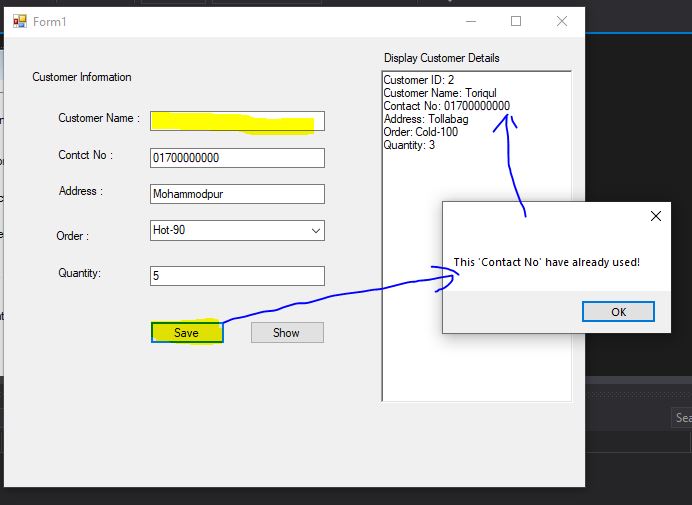 Form1
Customer Information
Customer Name :
Contct No :
01700000000
Address :
Mohammodpur
Order :
Hot-90
Quantity:
5
Save
Show
Display Customer Details
Customer ID: 2
Customer Name: Toriqul
Contact No: 01700000000
Address: Tollabag
Order: Cold-100
Quantity: 3
This 'Contact No' have already used!
OK
Sea